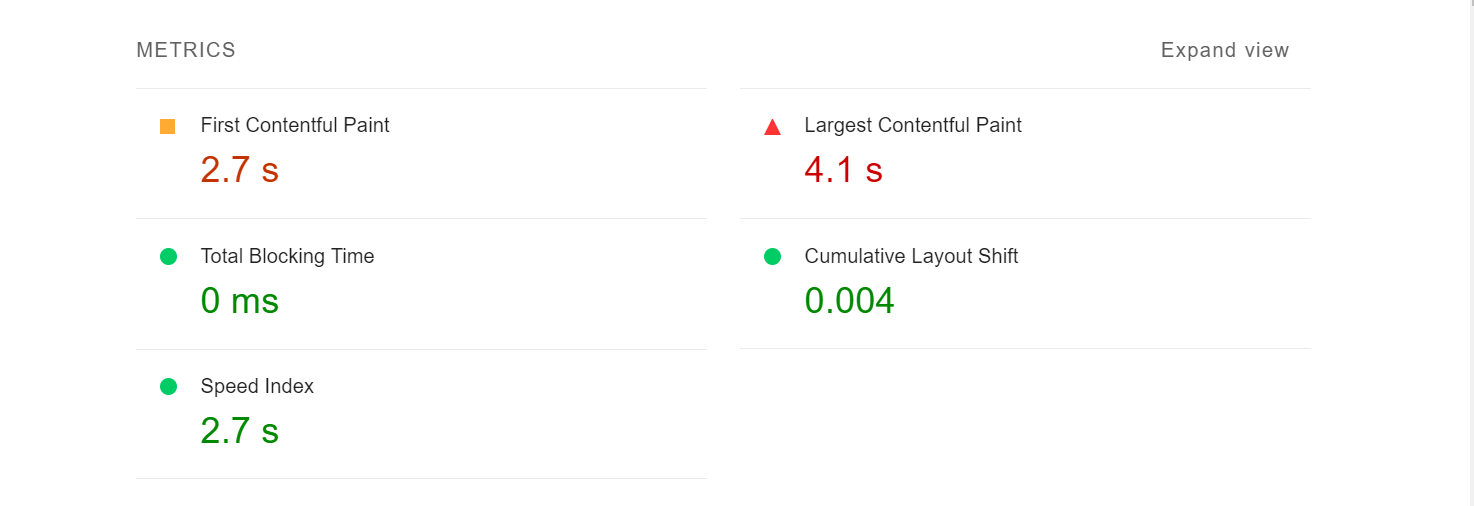 METRICS
Expand view
First Contentful Paint
2.7 s
Largest Contentful Paint
4.1 s
Total Blocking Time
0 ms
Cumulative Layout Shift
0.004
Speed Index
2.7 s